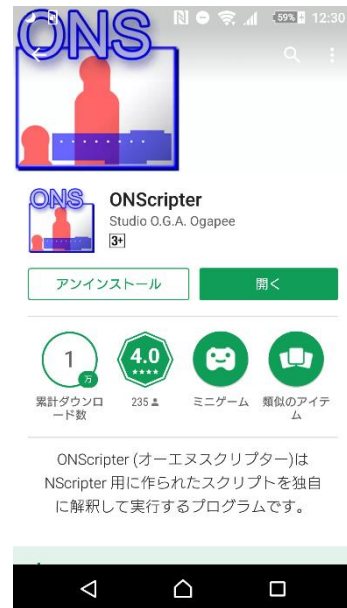 59% 12:30
ONS
ONS
ONScripter
Studio O.G.A. Ogapee
3+
アンインストール
開く
1
万
4.0
累計ダウンロ
ード数
235
ミニゲーム
類似のアイテ
ム
ONScripter (オーエヌスクリプター)は
NScripter 用に作られたスクリプトを独自
に解釈して実行するプログラムです。